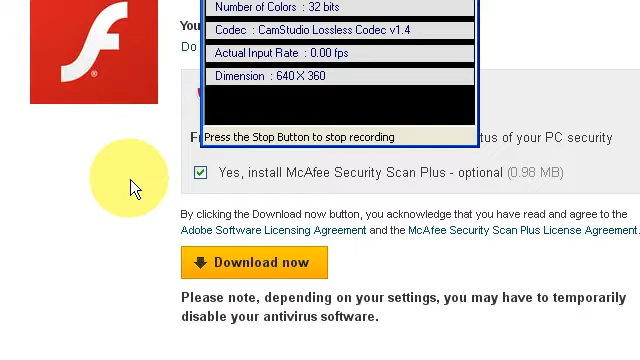 Number of Colors : 32 bits
You
Codec : CamStudio Lossless Codec v1.4
Do
Actual Input Rate : 0.00 fps
Dimension : 640 X 360
Press the Stop Button to stop recording
tus of your PC security
Yes, install McAfee Security Scan Plus - optional (0.98 MB)
By clicking the Download now button, you acknowledge that you have read and agree to the
Adobe Software Licensing Agreement and the McAfee Security Scan Plus License Agreement.
Download now
Please note, depending on your settings, you may have to temporarily
disable your antivirus software.